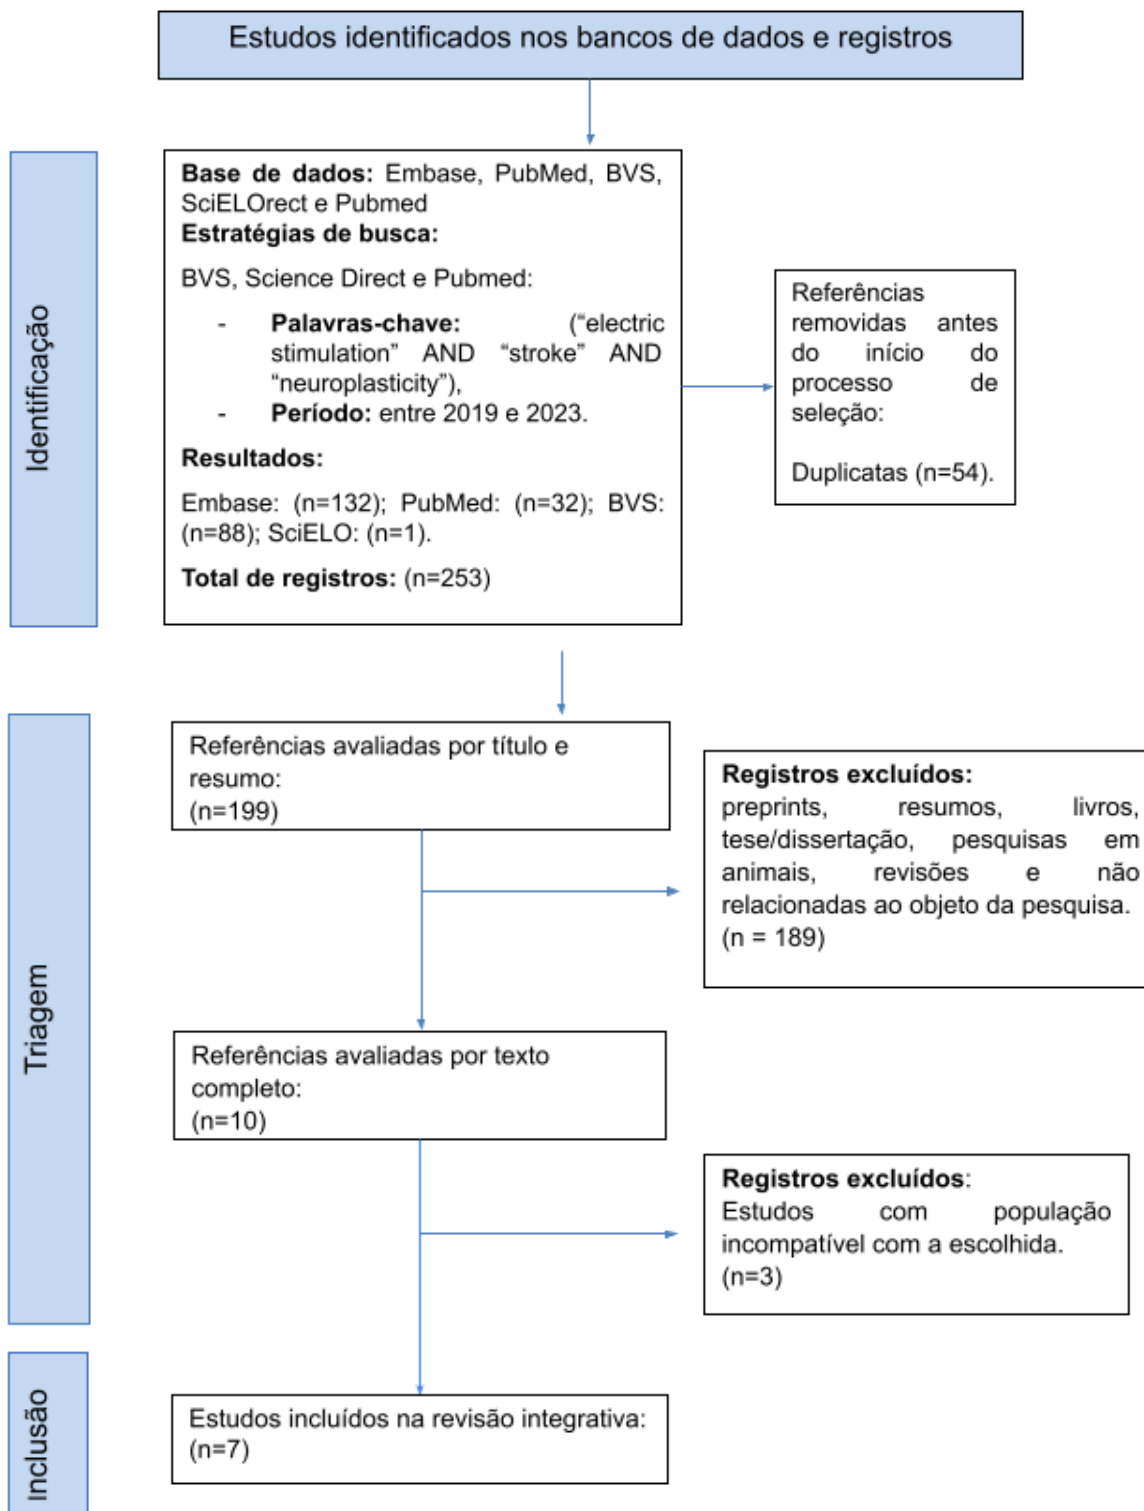 Estudos identificados nos bancos de dados e registros
Identificação
Base de dados: Embase, PubMed, BVS,
SciELOrect e Pubmed
Estratégias de busca:
BVS, Science Direct e Pubmed:
- Palavras-chave: (“electric
stimulation” AND “stroke” AND
“neuroplasticity”),
- Período: entre 2019 e 2023.
Resultados:
Embase: (n=132); PubMed: (n=32); BVS:
(n=88); SciELO: (n=1).
Total de registros: (n=253)
Referências
removidas antes
do início do
processo de
seleção:
Duplicatas (n=54).
Triagem
Referências avaliadas por título e
resumo:
(n=199)
Registros excluídos:
preprints, resumos, livros,
tese/dissertação, pesquisas em
animais, revisões e não
relacionadas ao objeto da pesquisa.
(n = 189)
Referências avaliadas por texto
completo:
(n=10)
Registros excluídos:
Estudos com população
incompatível com a escolhida.
(n=3)
Inclusão
Estudos incluídos na revisão integrativa:
(n=7)